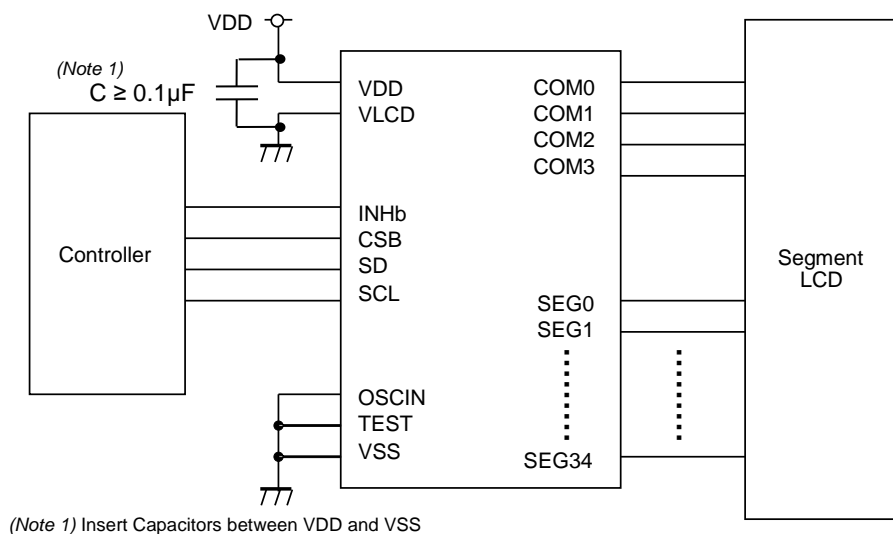 VDD
(Note 1)
C ≥ 0.1µF
VDD
VLCD
INHb
CSB
SD
SCL
OSCIN
TEST
VSS
COM0
COM1
COM2
COM3
SEG0
SEG1
SEG34
Controller
Segment
LCD
(Note 1) Insert Capacitors between VDD and VSS